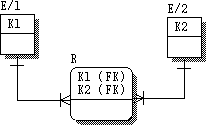 E/1
K1
E/2
K2
R
K1 (FK)
K2 (FK)